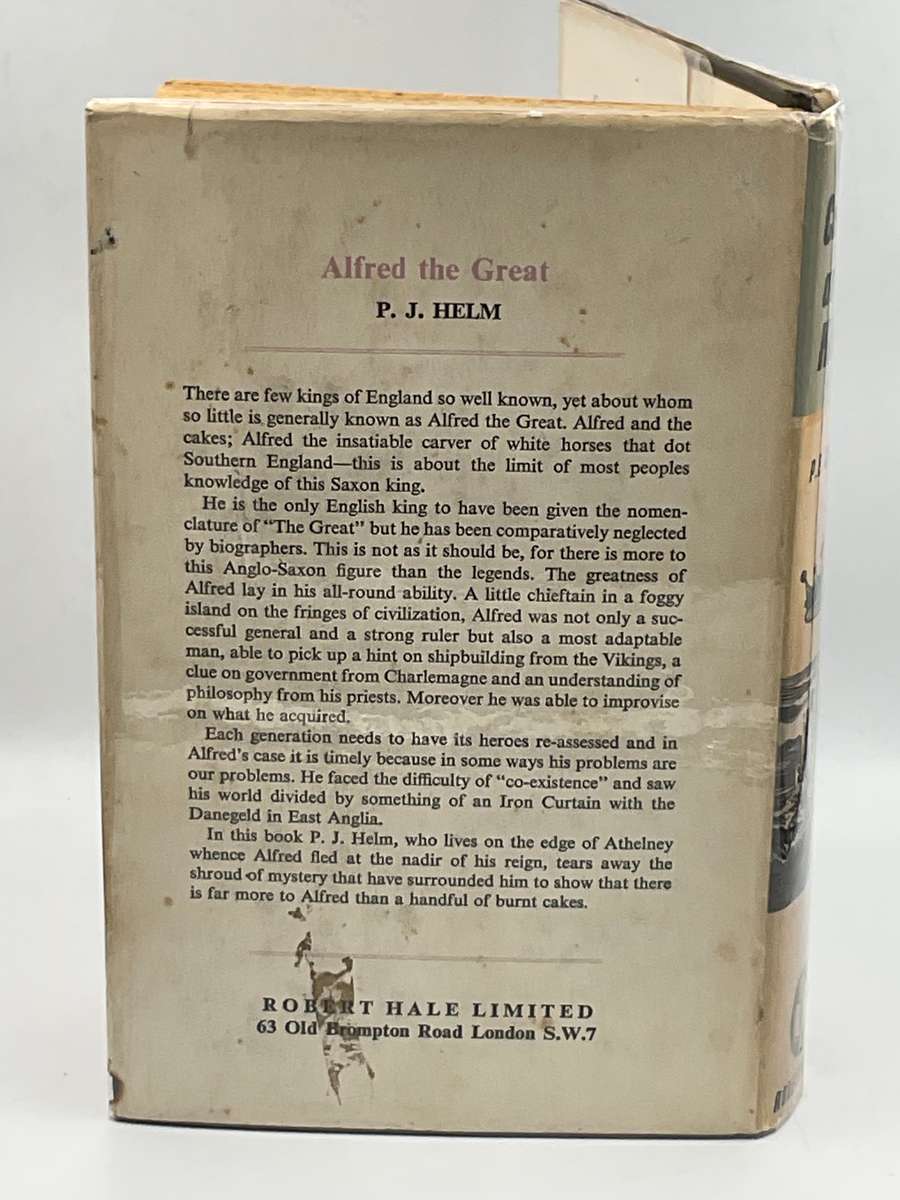 Alfred the Great
P. J. HELM
There are few kings of England so well known, yet about whom
so little is generally known as Alfred the Great. Alfred and the
cakes; Alfred the insatiable carver of white horses that dot
Southern England—this is about the limit of most peoples
knowledge of this Saxon king.
He is the only English king to have been given the nomen-
clature of "The Great" but he has been comparatively neglected
by biographers. This is not as it should be, for there is more to
this Anglo-Saxon figure than the legends. The greatness of
Alfred lay in his all-round ability. A little chieftain in a foggy
island on the fringes of civilization, Alfred was not only a suc-
cessful general and a strong ruler but also a most adaptable
man, able to pick up a hint on shipbuilding from the Vikings, a
clue on government from Charlemagne and an understanding of
philosophy from his priests. Moreover he was able to improvise
on what he acquired.
Each generation needs to have its heroes re-assessed and in
Alfred's case it is timely because in some ways his problems are
our problems. He faced the difficulty of "co-existence" and saw
his world divided by something of an Iron Curtain with the
Danegeld in East Anglia.
In this book P. J. Helm, who lives on the edge of Athelney
whence Alfred fled at the nadir of his reign, tears away the
shroud of mystery that have surrounded him to show that there
is far more to Alfred than a handful of burnt cakes.
ROBERT HALE LIMITED
63 Old Brompton Road London S.W.7